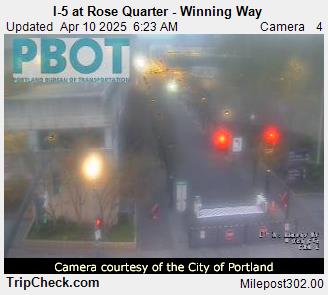 I-5 at Rose Quarter - Winning Way
Updated Apr 10 2025 6:23 AM Camera 4
PBOT
PORTLAND BUREAU OF TRANSPORTATION
Camera courtesy of the City of Portland
TripCheck.com Milepost302.00